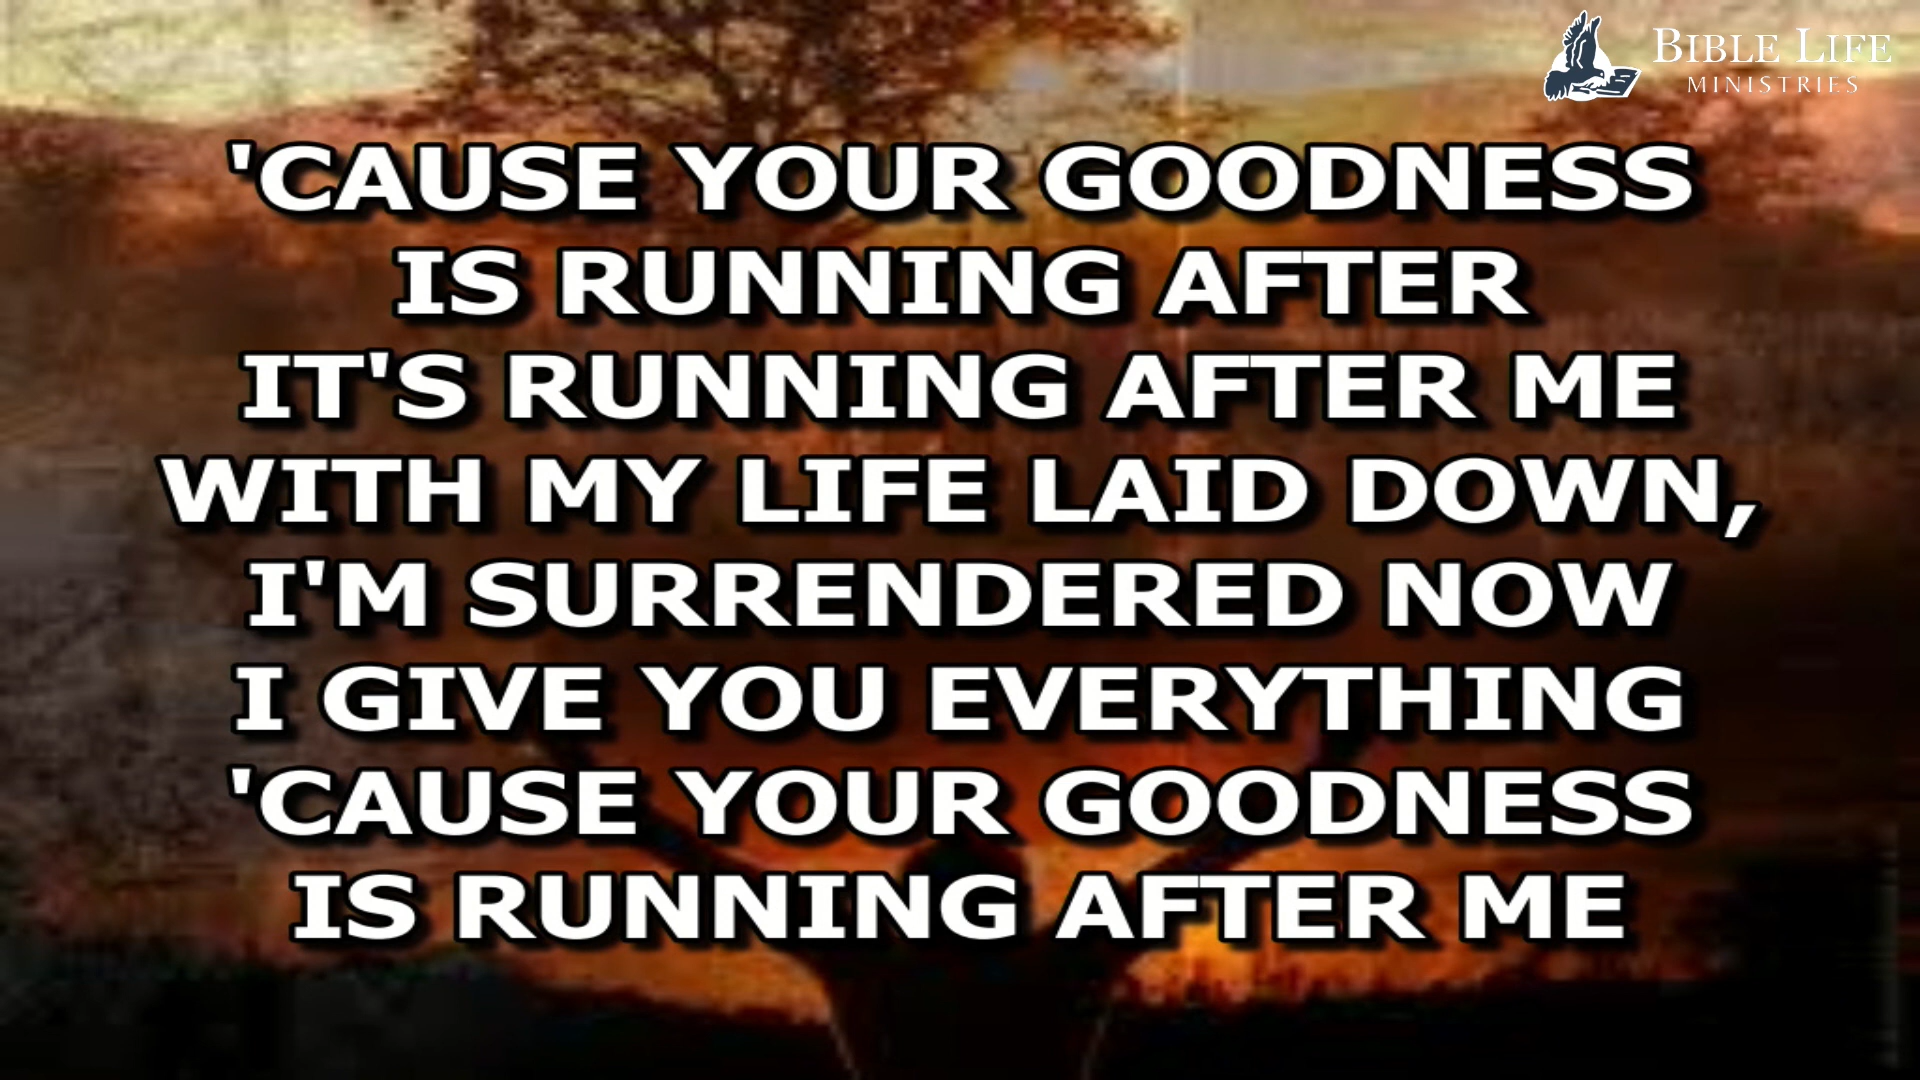 BIBLE LIFE
MINISTRIES
'CAUSE YOUR GOODNESS
IS RUNNING AFTER
IT'S RUNNING AFTER ME
WITH MY LIFE LAID DOWN,
I'M SURRENDERED NOW
I GIVE YOU EVERYTHING
'CAUSE YOUR GOODNESS
IS RUNNING AFTER ME